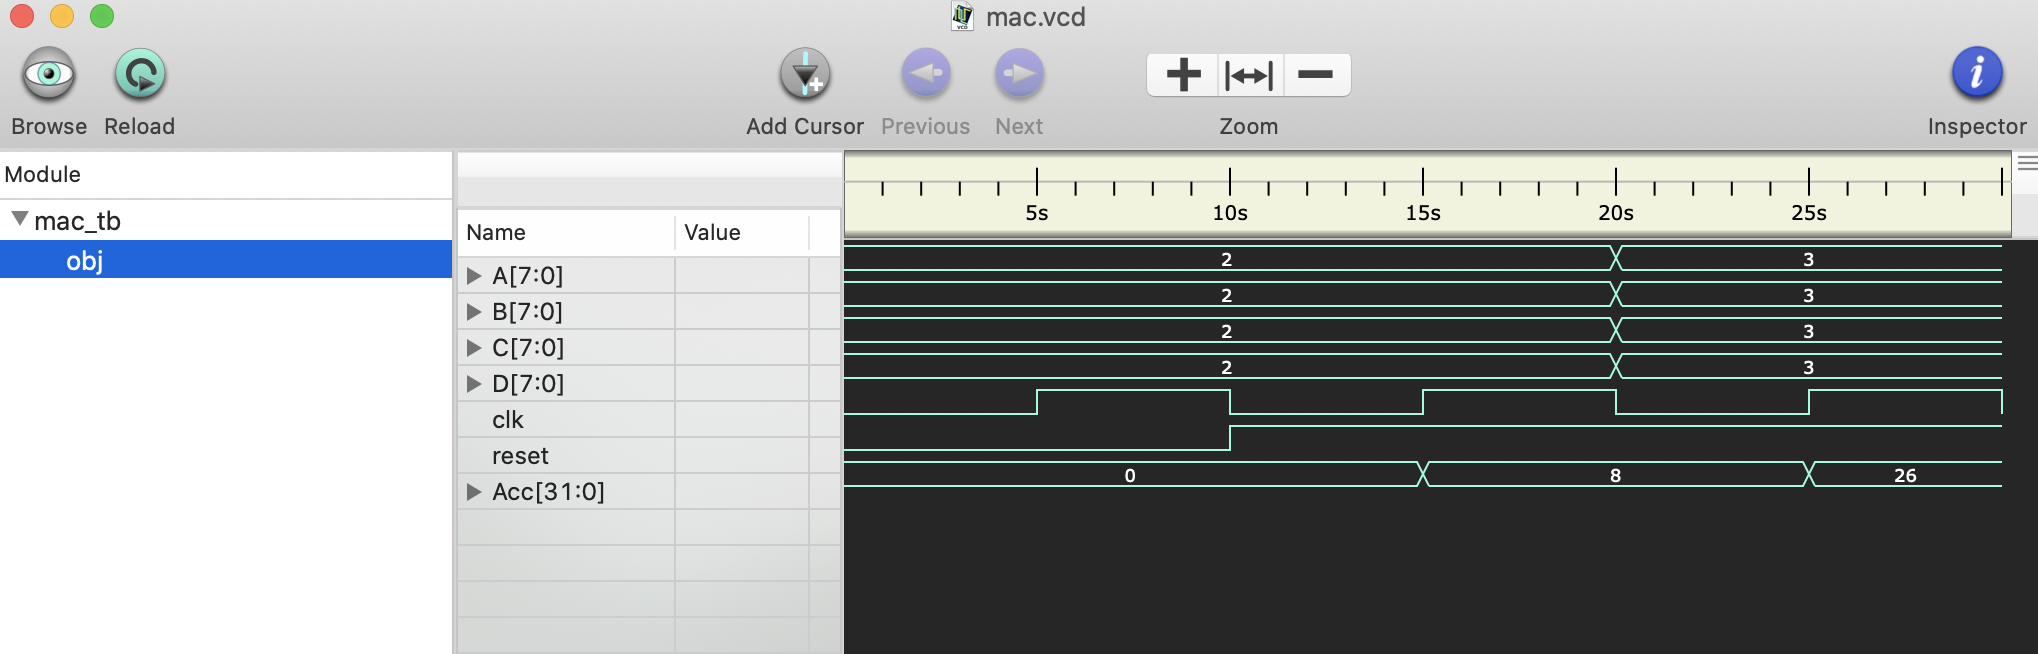 mac.vcd
Browse Reload Add Cursor Previous Next Zoom Inspector
Module
mac_tb
obj
Name Value
5s 10s 15s 20s 25s
A[7:0] 2 3
B[7:0] 2 3
C[7:0] 2 3
D[7:0] 2 3
clk
reset
Acc[31:0] 0 8 26